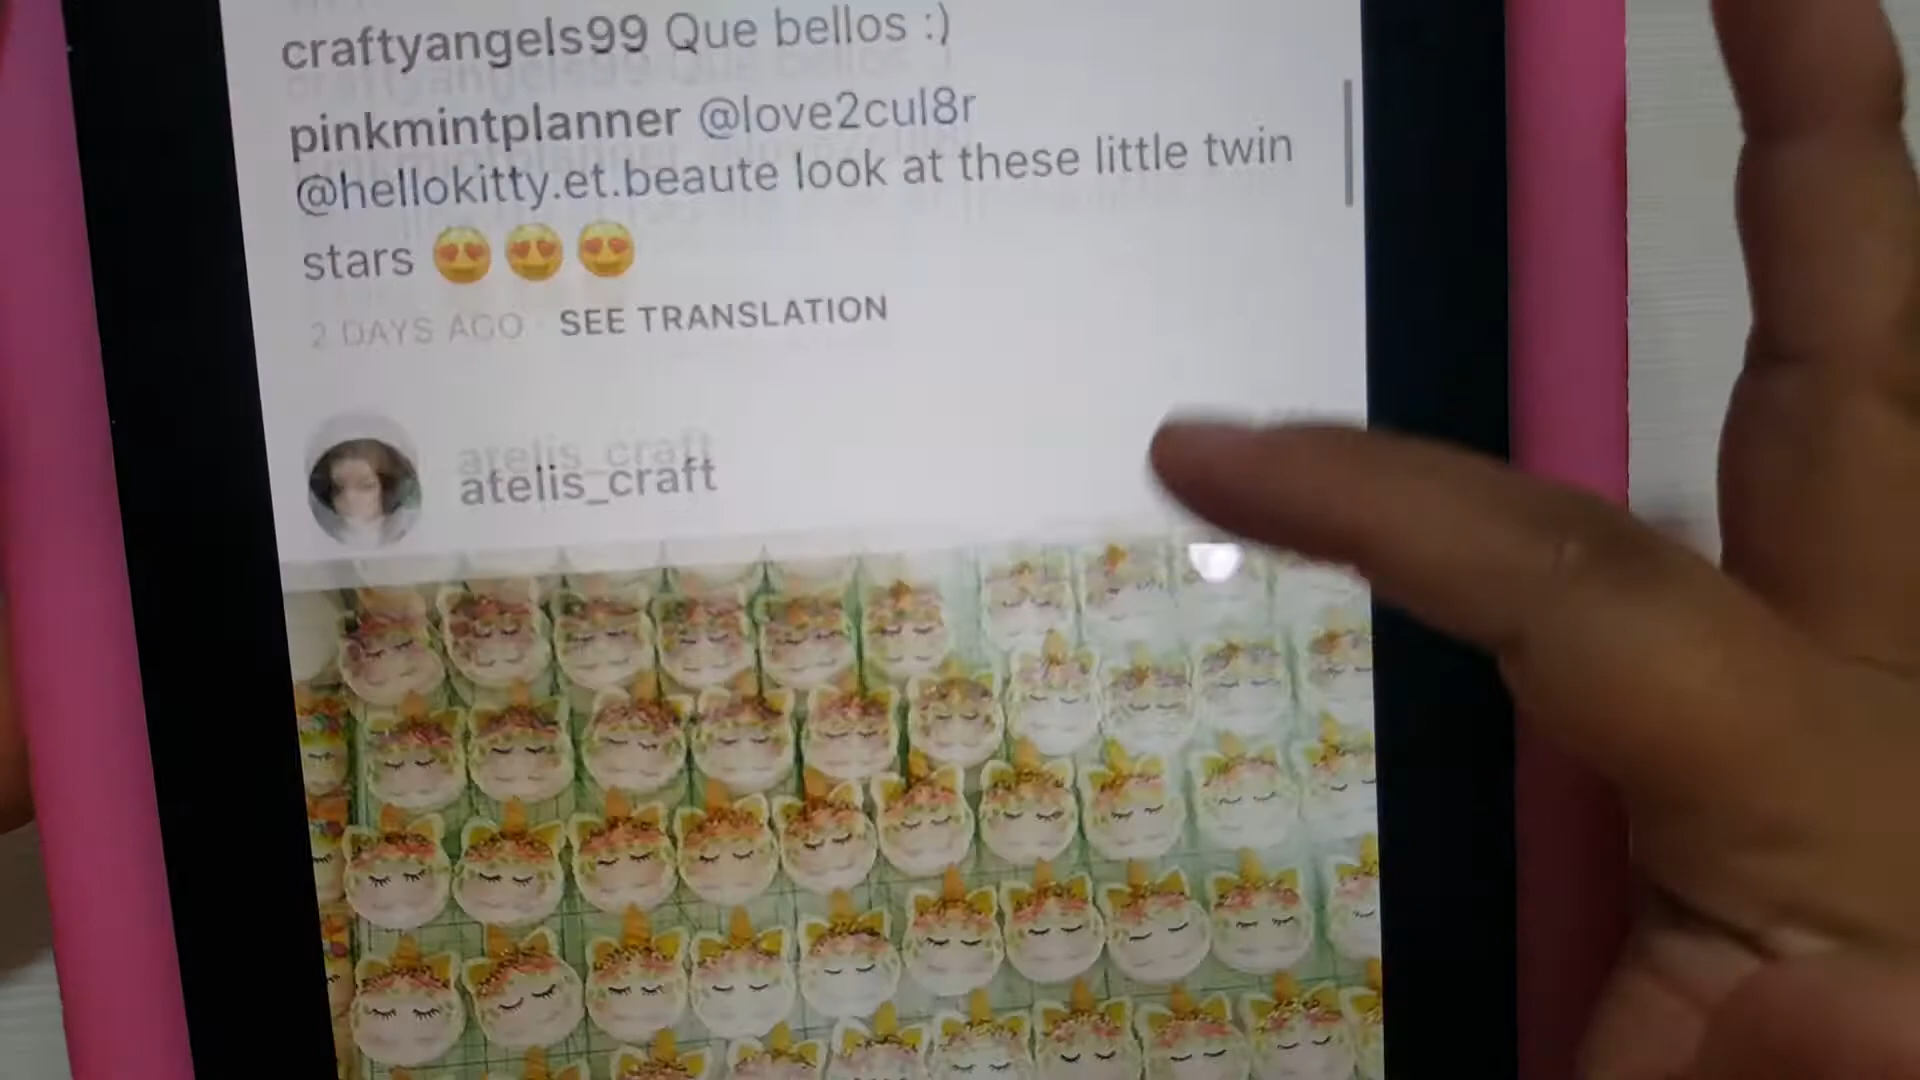 craftyangels99 Que bellos :)
pinkmintplanner @love2cul8r
@hellokitty.et.beaute look at these little twin
stars 😍 😍 😍
2 DAYS AGO · SEE TRANSLATION
atelis_craft